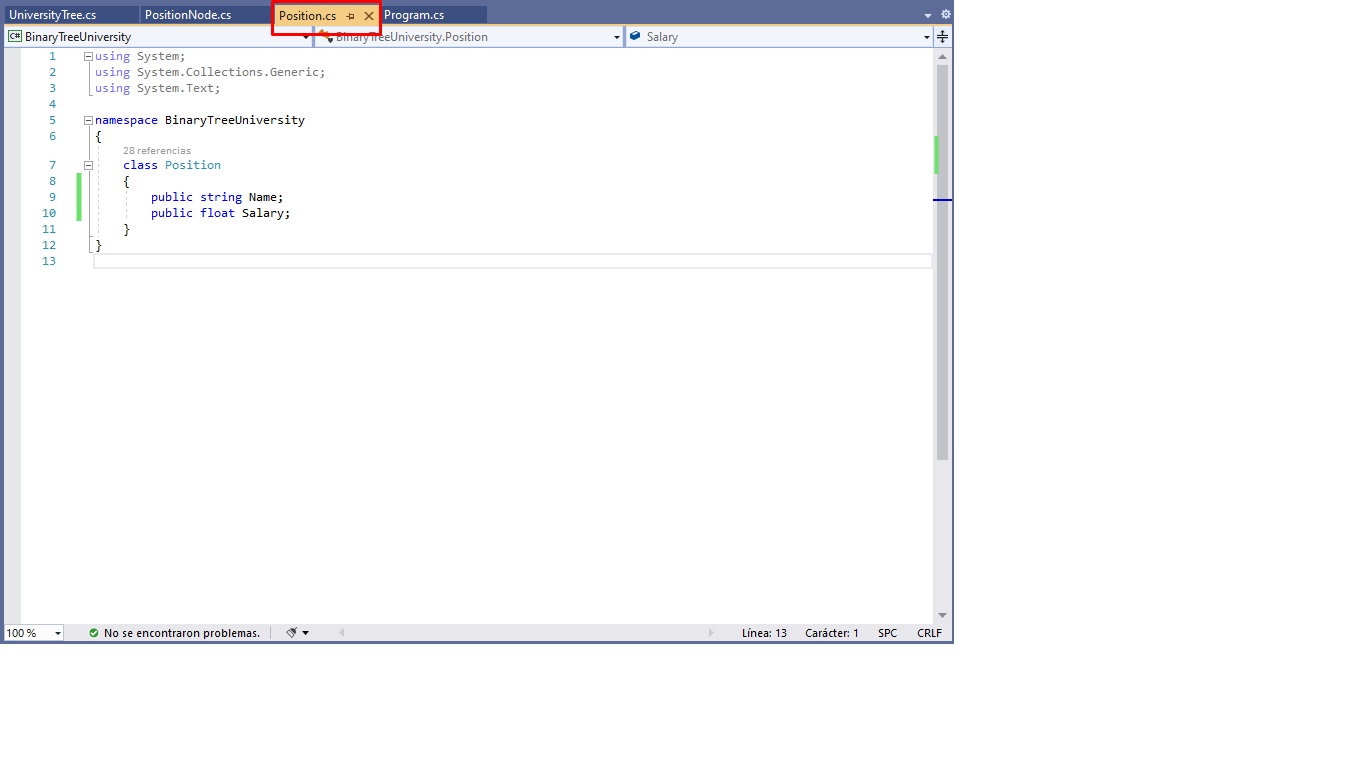 UniversityTree.cs PositionNode.cs Position.cs Program.cs
BinaryTreeUniversity BinaryTreeUniversity.Position Salary
1 using System;
2 using System.Collections.Generic;
3 using System.Text;
4
5 namespace BinaryTreeUniversity
6 {
28 referencias
7 class Position
8 {
9 public string Name;
10 public float Salary;
11 }
12 }
13
100 % No se encontraron problemas. Línea: 13 Carácter: 1 SPC CRLF